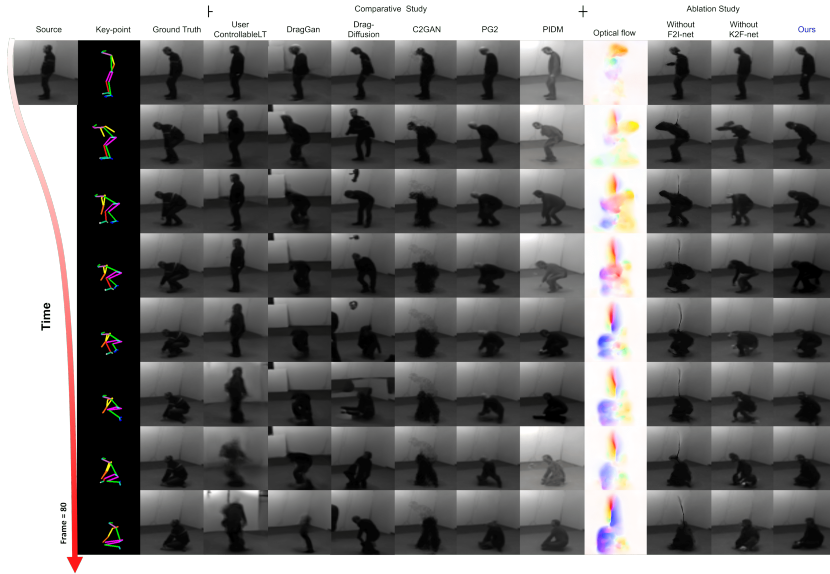 Comparative Study
Ablation Study
Source
Key-point
Ground Truth
User
ControllableLT
DragGan
Drag-
Diffusion
C2GAN
PG2
PIDM
Optical flow
Without
F2I-net
Without
K2F-net
Ours
Time
Frame = 80